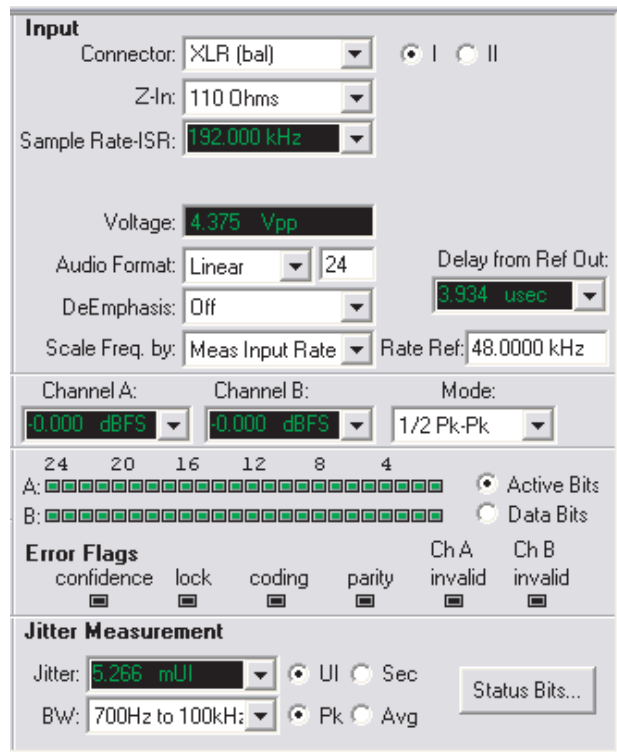 Input
Connector: XLR (bal) I II
Z-In: 110 Ohms
Sample Rate-ISR: 192.000 kHz
Voltage: 4.375 Vpp
Audio Format: Linear 24 Delay from Ref Out:
3.934 usec
DeEmphasis: Off
Scale Freq. by: Meas Input Rate Rate Ref: 48.0000 kHz
Channel A: Channel B: Mode:
-0.000 dBFS -0.000 dBFS 1/2 Pk-Pk
24 20 16 12 8 4
A: Active Bits
B: Data Bits
Error Flags Ch A Ch B
confidence lock coding parity invalid invalid
Jitter Measurement
Jitter: 5.266 mUI UI Sec
Status Bits...
BW: 700Hz to 100kHz Pk Avg